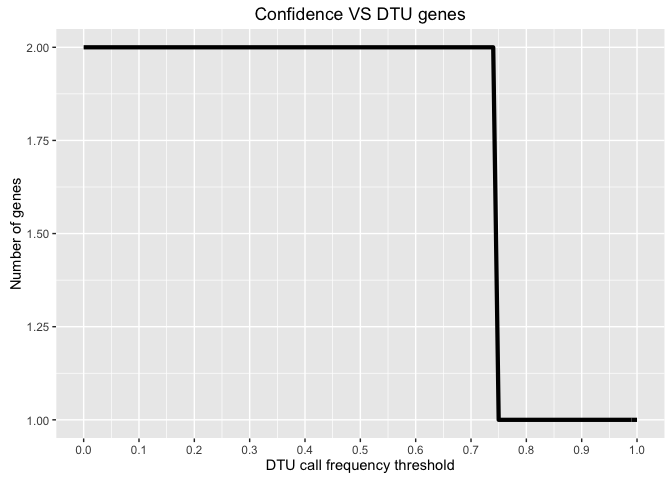 Confidence VS DTU genes
Number of genes
2.00
1.75
1.50
1.25
1.00
0.0 0.1 0.2 0.3 0.4 0.5 0.6 0.7 0.8 0.9 1.0
DTU call frequency threshold